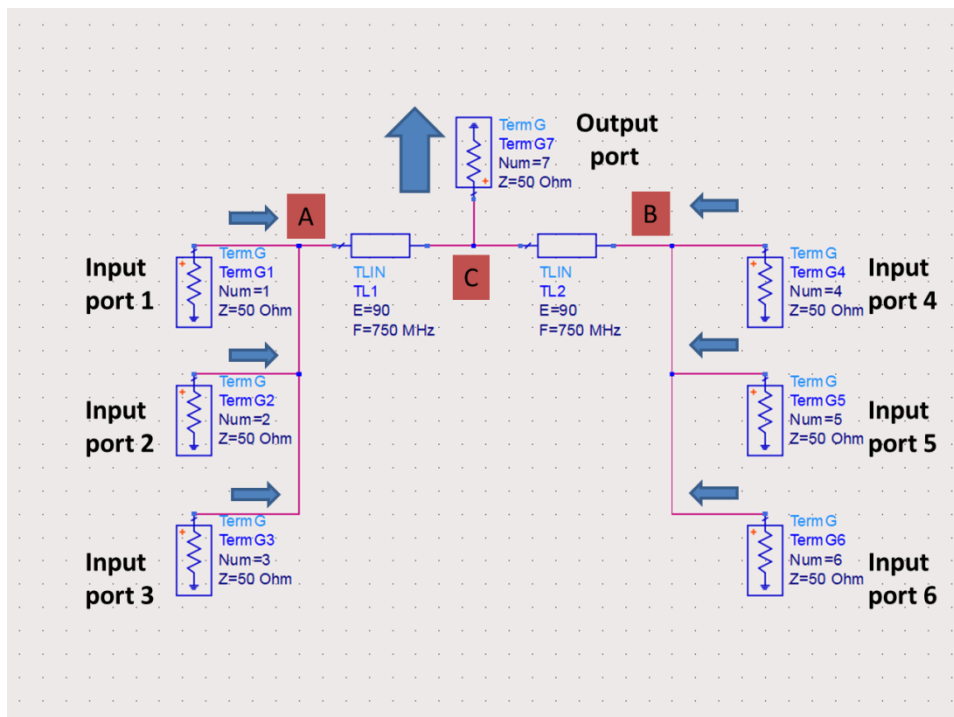 Term G
Term G7
Num=7
Z=50 Ohm
Output
port
A
B
C
Input
port 1
Term G
Term G1
Num=1
Z=50 Ohm
TLIN
TL1
E=90
F=750 MHz
TLIN
TL2
E=90
F=750 MHz
Term G
Term G4
Num=4
Z=50 Ohm
Input
port 4
Input
port 2
Term G
Term G2
Num=2
Z=50 Ohm
Term G
Term G5
Num=5
Z=50 Ohm
Input
port 5
Input
port 3
Term G
Term G3
Num=3
Z=50 Ohm
Term G
Term G6
Num=6
Z=50 Ohm
Input
port 6